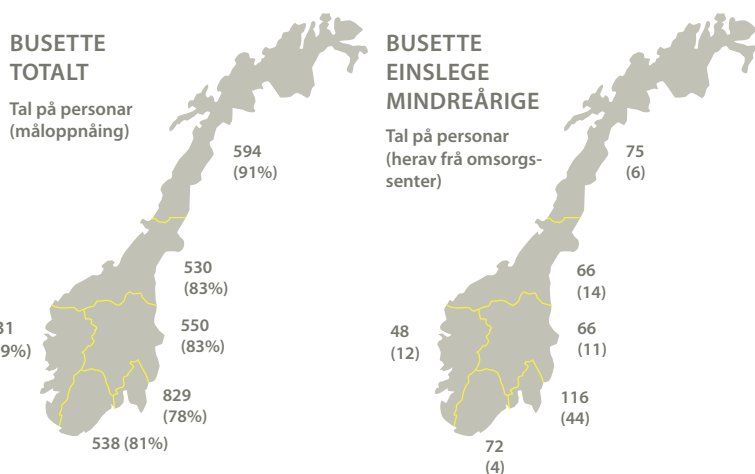 BUSETTE
TOTALT
Tal på personar
(måloppnåing)
594
(91%)
530
(83%)
550
(83%)
829
(78%)
538 (81%)
BUSETTE
EINSLEGE
MINDREÅRIGE
Tal på personar
(herav frå omsorgs-
senter)
75
(6)
66
(14)
66
(11)
48
(12)
116
(44)
72
(4)